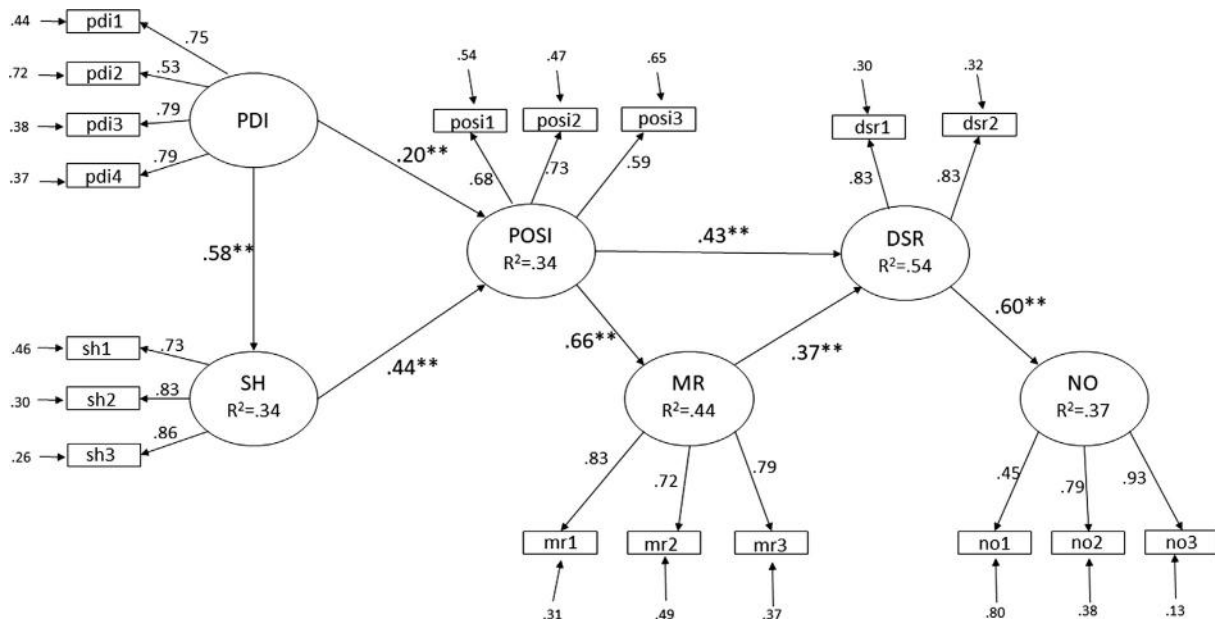 .44
pdi1
.75
.72
pdi2
.53
.38
pdi3
.79
.37
pdi4
.79
PDI
.54
.47
.65
posi1
posi2
posi3
.68
.73
.59
.30
.32
dsr1
dsr2
.83
.83
.20**
.58**
POSI
R²=.34
.43**
DSR
R²=.54
.44**
.66**
.37**
.60**
.46
sh1
.73
.30
sh2
.83
.26
sh3
.86
SH
R²=.34
MR
R²=.44
NO
R²=.37
.83
.72
.79
.45
.79
.93
mr1
mr2
mr3
no1
no2
no3
.31
.49
.37
.80
.38
.13